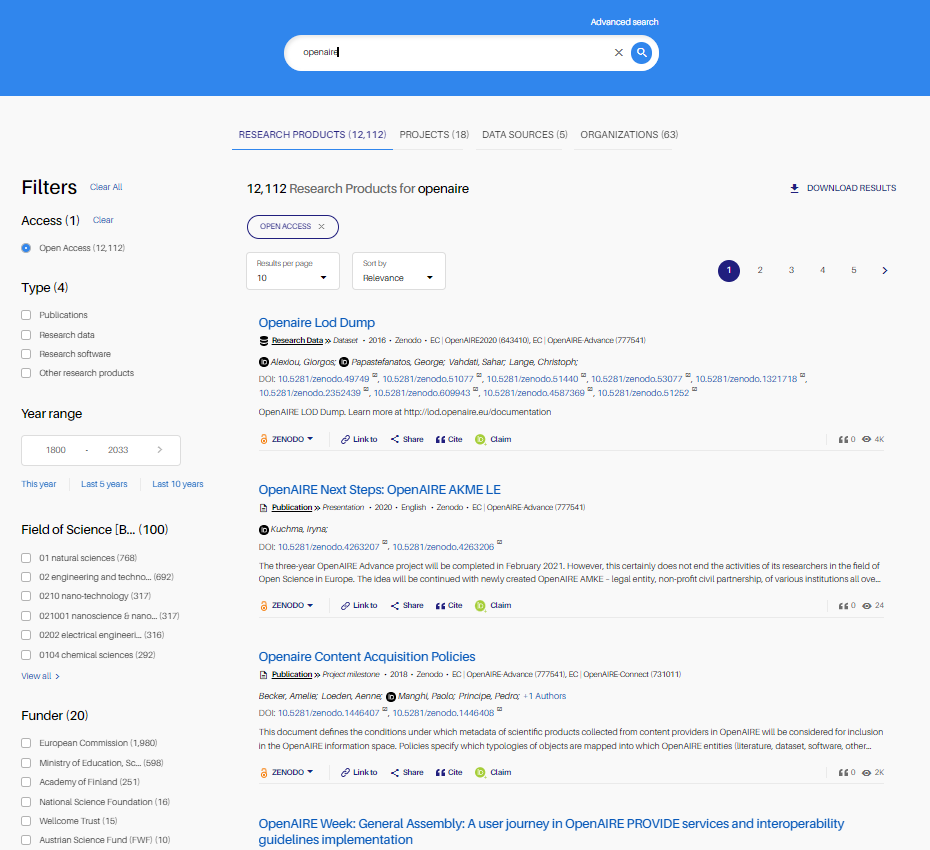 Advanced search
openaire
RESEARCH PRODUCTS (12,112) PROJECTS (18) DATA SOURCES (5) ORGANIZATIONS (63)
Filters Clear All
Access (1) Clear
Open Access (12,112)
Type (4)
Publications
Research data
Research software
Other research products
Year range
1800 - 2033
This year Last 5 years Last 10 years
Field of Science [B... (100)
01 natural sciences (768)
02 engineering and techno... (692)
0210 nano-technology (317)
021001 nanoscience & nano... (317)
0202 electrical engineeri... (316)
0104 chemical sciences (292)
View all
Funder (20)
European Commission (1,980)
Ministry of Education, Sc... (598)
Academy of Finland (251)
National Science Foundation (16)
Wellcome Trust (15)
Austrian Science Fund (FWF) (10)
12,112 Research Products for openaire
DOWNLOAD RESULTS
OPEN ACCESS
Results per page
10
Sort by
Relevance
1 2 3 4 5
Openaire Lod Dump
Research Data » Dataset • 2016 • Zenodo • EC | OpenAIRE2020 (643410), EC | OpenAIRE-Advance (777541)
Alexiou, Giorgos; Papastefanatos, George; Vahdati, Sahar; Lange, Christoph;
DOI: 10.5281/zenodo.49749, 10.5281/zenodo.51077, 10.5281/zenodo.51440, 10.5281/zenodo.53077, 10.5281/zenodo.1321718,
10.5281/zenodo.2352439, 10.5281/zenodo.609943, 10.5281/zenodo.4587369, 10.5281/zenodo.51252
OpenAIRE LOD Dump. Learn more at http://lod.openaire.eu/documentation
ZENODO Link to Share Cite iD Claim 0 4K
OpenAIRE Next Steps: OpenAIRE AKME LE
Publication » Presentation • 2020 • English • Zenodo • EC | OpenAIRE-Advance (777541)
Kuchma, Iryna;
DOI: 10.5281/zenodo.4263207, 10.5281/zenodo.4263206
The three-year OpenAIRE Advance project will be completed in February 2021. However, this certainly does not end the activities of its researchers in the field of
Open Science in Europe. The idea will be continued with newly created OpenAIRE AMKE – legal entity, non-profit civil partnership, of various institutions all ove...
ZENODO Link to Share Cite iD Claim 0 24
Openaire Content Acquisition Policies
Publication » Project milestone • 2018 • Zenodo • EC | OpenAIRE-Advance (777541), EC | OpenAIRE-Connect (731011)
Becker, Amelie; Loeden, Aenne; Manghi, Paolo; Principe, Pedro; +1 Authors
DOI: 10.5281/zenodo.1446407, 10.5281/zenodo.1446408
This document defines the conditions under which metadata of scientific products collected from content providers in OpenAIRE will be considered for inclusion
in the OpenAIRE information space. Policies specify which typologies of objects are mapped into which OpenAIRE entities (literature, dataset, software, other...
ZENODO Link to Share Cite iD Claim 0 2K
OpenAIRE Week: General Assembly: A user journey in OpenAIRE PROVIDE services and interoperability
guidelines implementation